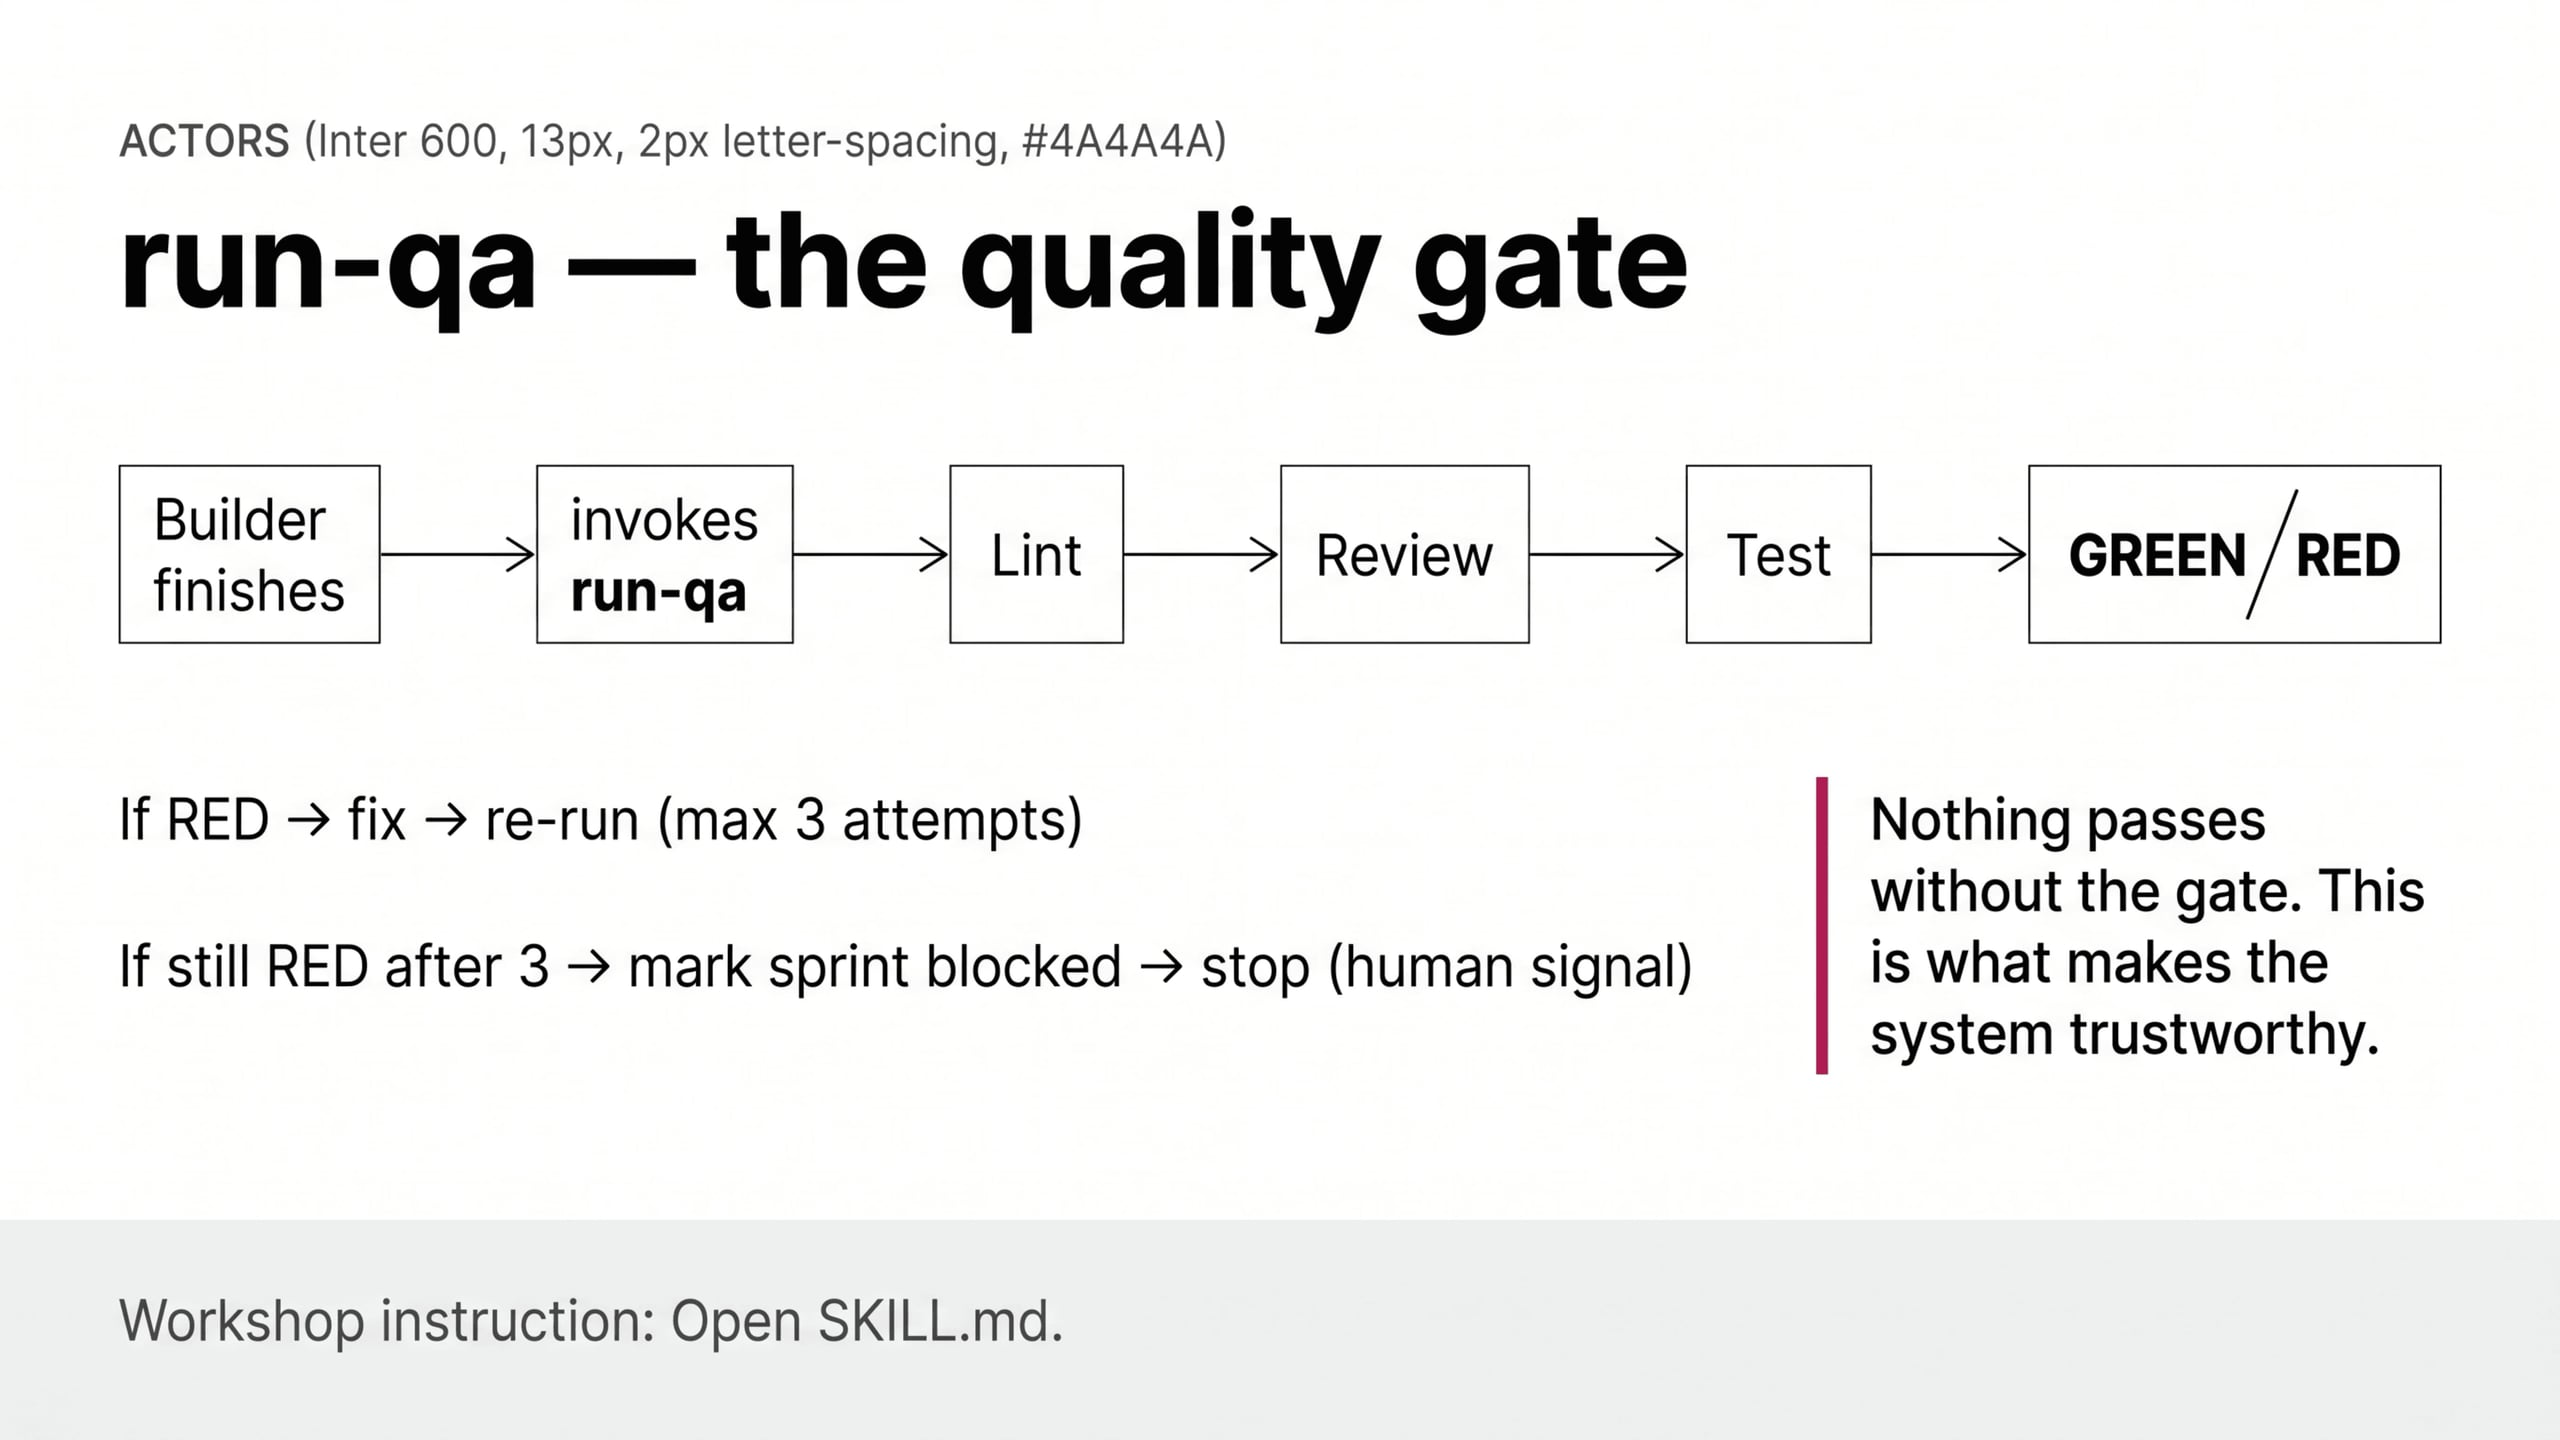 ACTORS (Inter 600, 13px, 2px letter-spacing, #4A4A4A)
run-qa — the quality gate
Builder
finishes
invokes
run-qa
Lint
Review
Test
GREEN/RED
If RED → fix → re-run (max 3 attempts)
If still RED after 3 → mark sprint blocked → stop (human signal)
Nothing passes
without the gate. This
is what makes the
system trustworthy.
Workshop instruction: Open SKILL.md.